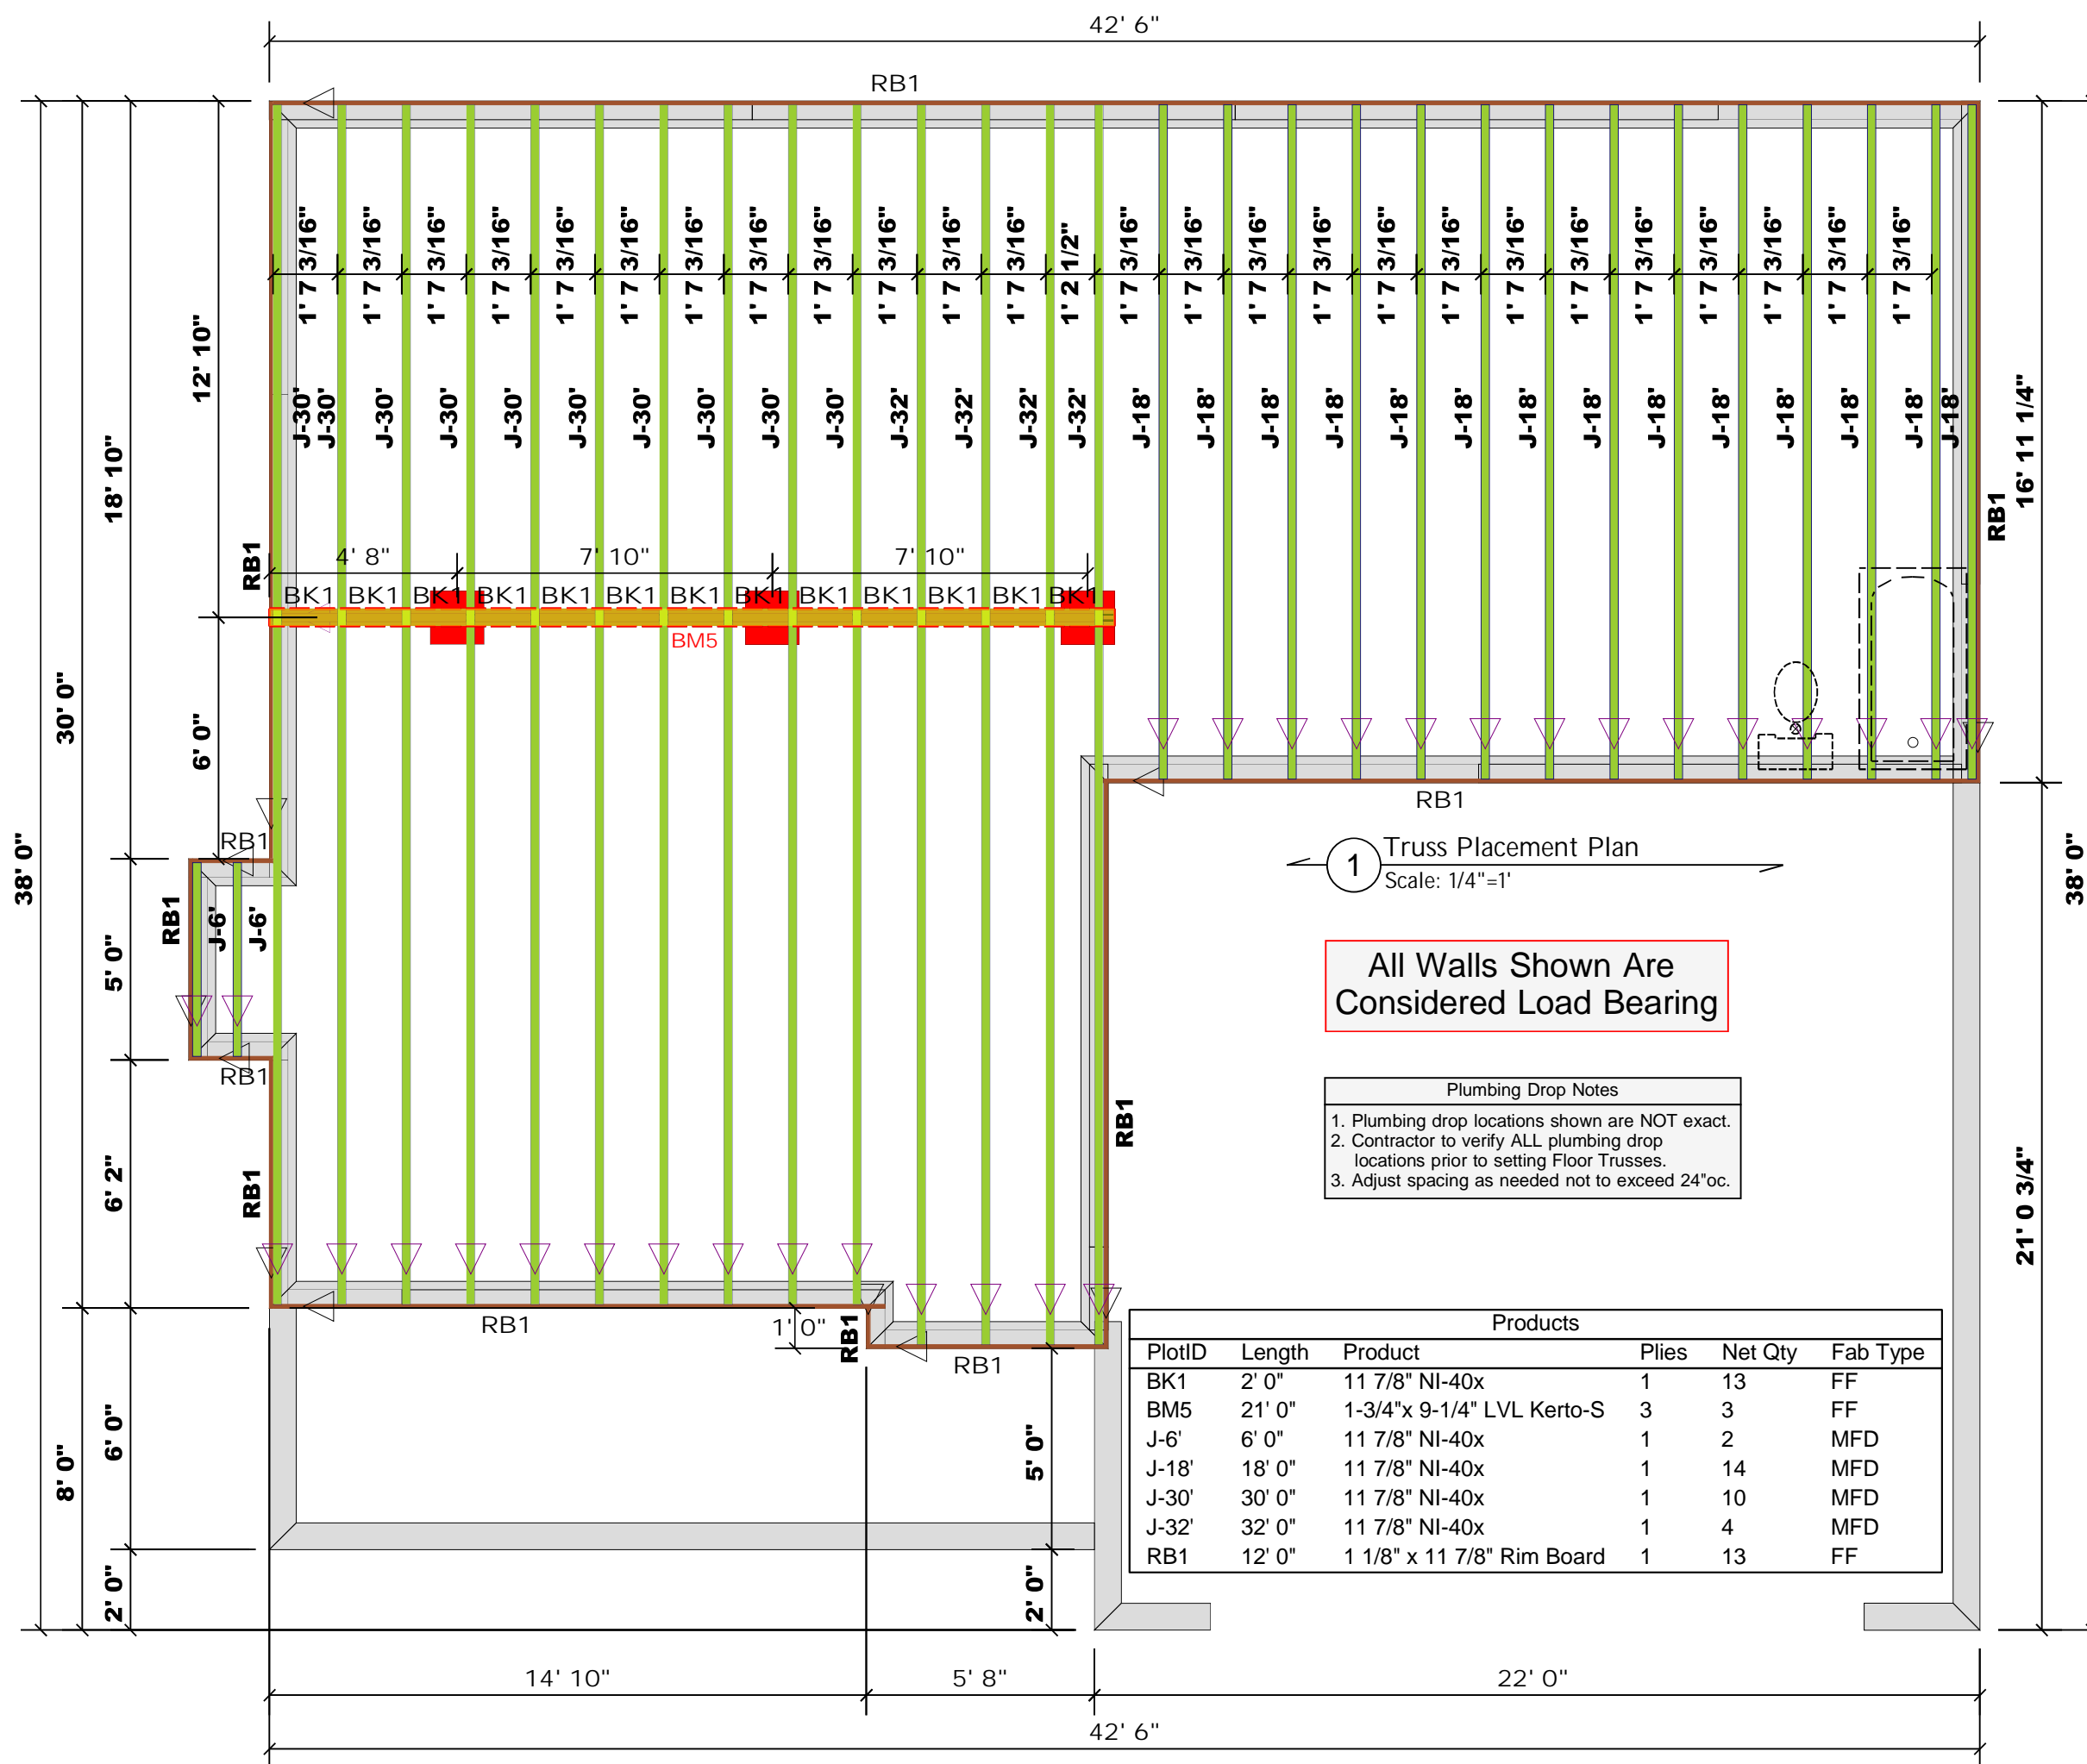 42' 6"
RB1
1' 7 3/16" 1' 7 3/16" 1' 7 3/16" 1' 7 3/16" 1' 7 3/16" 1' 7 3/16" 1' 7 3/16" 1' 7 3/16" 1' 7 3/16" 1' 7 3/16" 1' 7 3/16" 1' 7 3/16" 1' 2 1/2" 1' 7 3/16" 1' 7 3/16" 1' 7 3/16" 1' 7 3/16" 1' 7 3/16" 1' 7 3/16" 1' 7 3/16" 1' 7 3/16" 1' 7 3/16" 1' 7 3/16" 1' 7 3/16" 1' 7 3/16" 1' 7 3/16"
J-30' J-30' J-30' J-30' J-30' J-30' J-30' J-30' J-30' J-30' J-32' J-32' J-32' J-32' J-18' J-18' J-18' J-18' J-18' J-18' J-18' J-18' J-18' J-18' J-18' J-18' J-18' J-18'
12' 10"
18' 10"
16' 11 1/4"
RB1
RB1
4' 8" 7' 10" 7' 10"
BK1 BK1 BK1 BK1 BK1 BK1 BK1 BK1 BK1 BK1 BK1 BK1 BK1
BM5
30' 0"
6' 0"
38' 0"
38' 0"
RB1
RB1
1 Truss Placement Plan
Scale: 1/4"=1'
RB1
J-6' J-6'
5' 0"
All Walls Shown Are
Considered Load Bearing
RB1
RB1
Plumbing Drop Notes
1. Plumbing drop locations shown are NOT exact.
2. Contractor to verify ALL plumbing drop
locations prior to setting Floor Trusses.
3. Adjust spacing as needed not to exceed 24"oc.
6' 2"
RB1
21' 0 3/4"
RB1
1' 0"
RB1
RB1
Products
PlotID Length Product Plies Net Qty Fab Type
BK1 2' 0" 11 7/8" NI-40x 1 13 FF
BM5 21' 0" 1-3/4"x 9-1/4" LVL Kerto-S 3 3 FF
J-6' 6' 0" 11 7/8" NI-40x 1 2 MFD
J-18' 18' 0" 11 7/8" NI-40x 1 14 MFD
J-30' 30' 0" 11 7/8" NI-40x 1 10 MFD
J-32' 32' 0" 11 7/8" NI-40x 1 4 MFD
RB1 12' 0" 1 1/8" x 11 7/8" Rim Board 1 13 FF
8' 0"
6' 0"
5' 0"
2' 0"
2' 0"
14' 10" 5' 8" 22' 0"
42' 6"